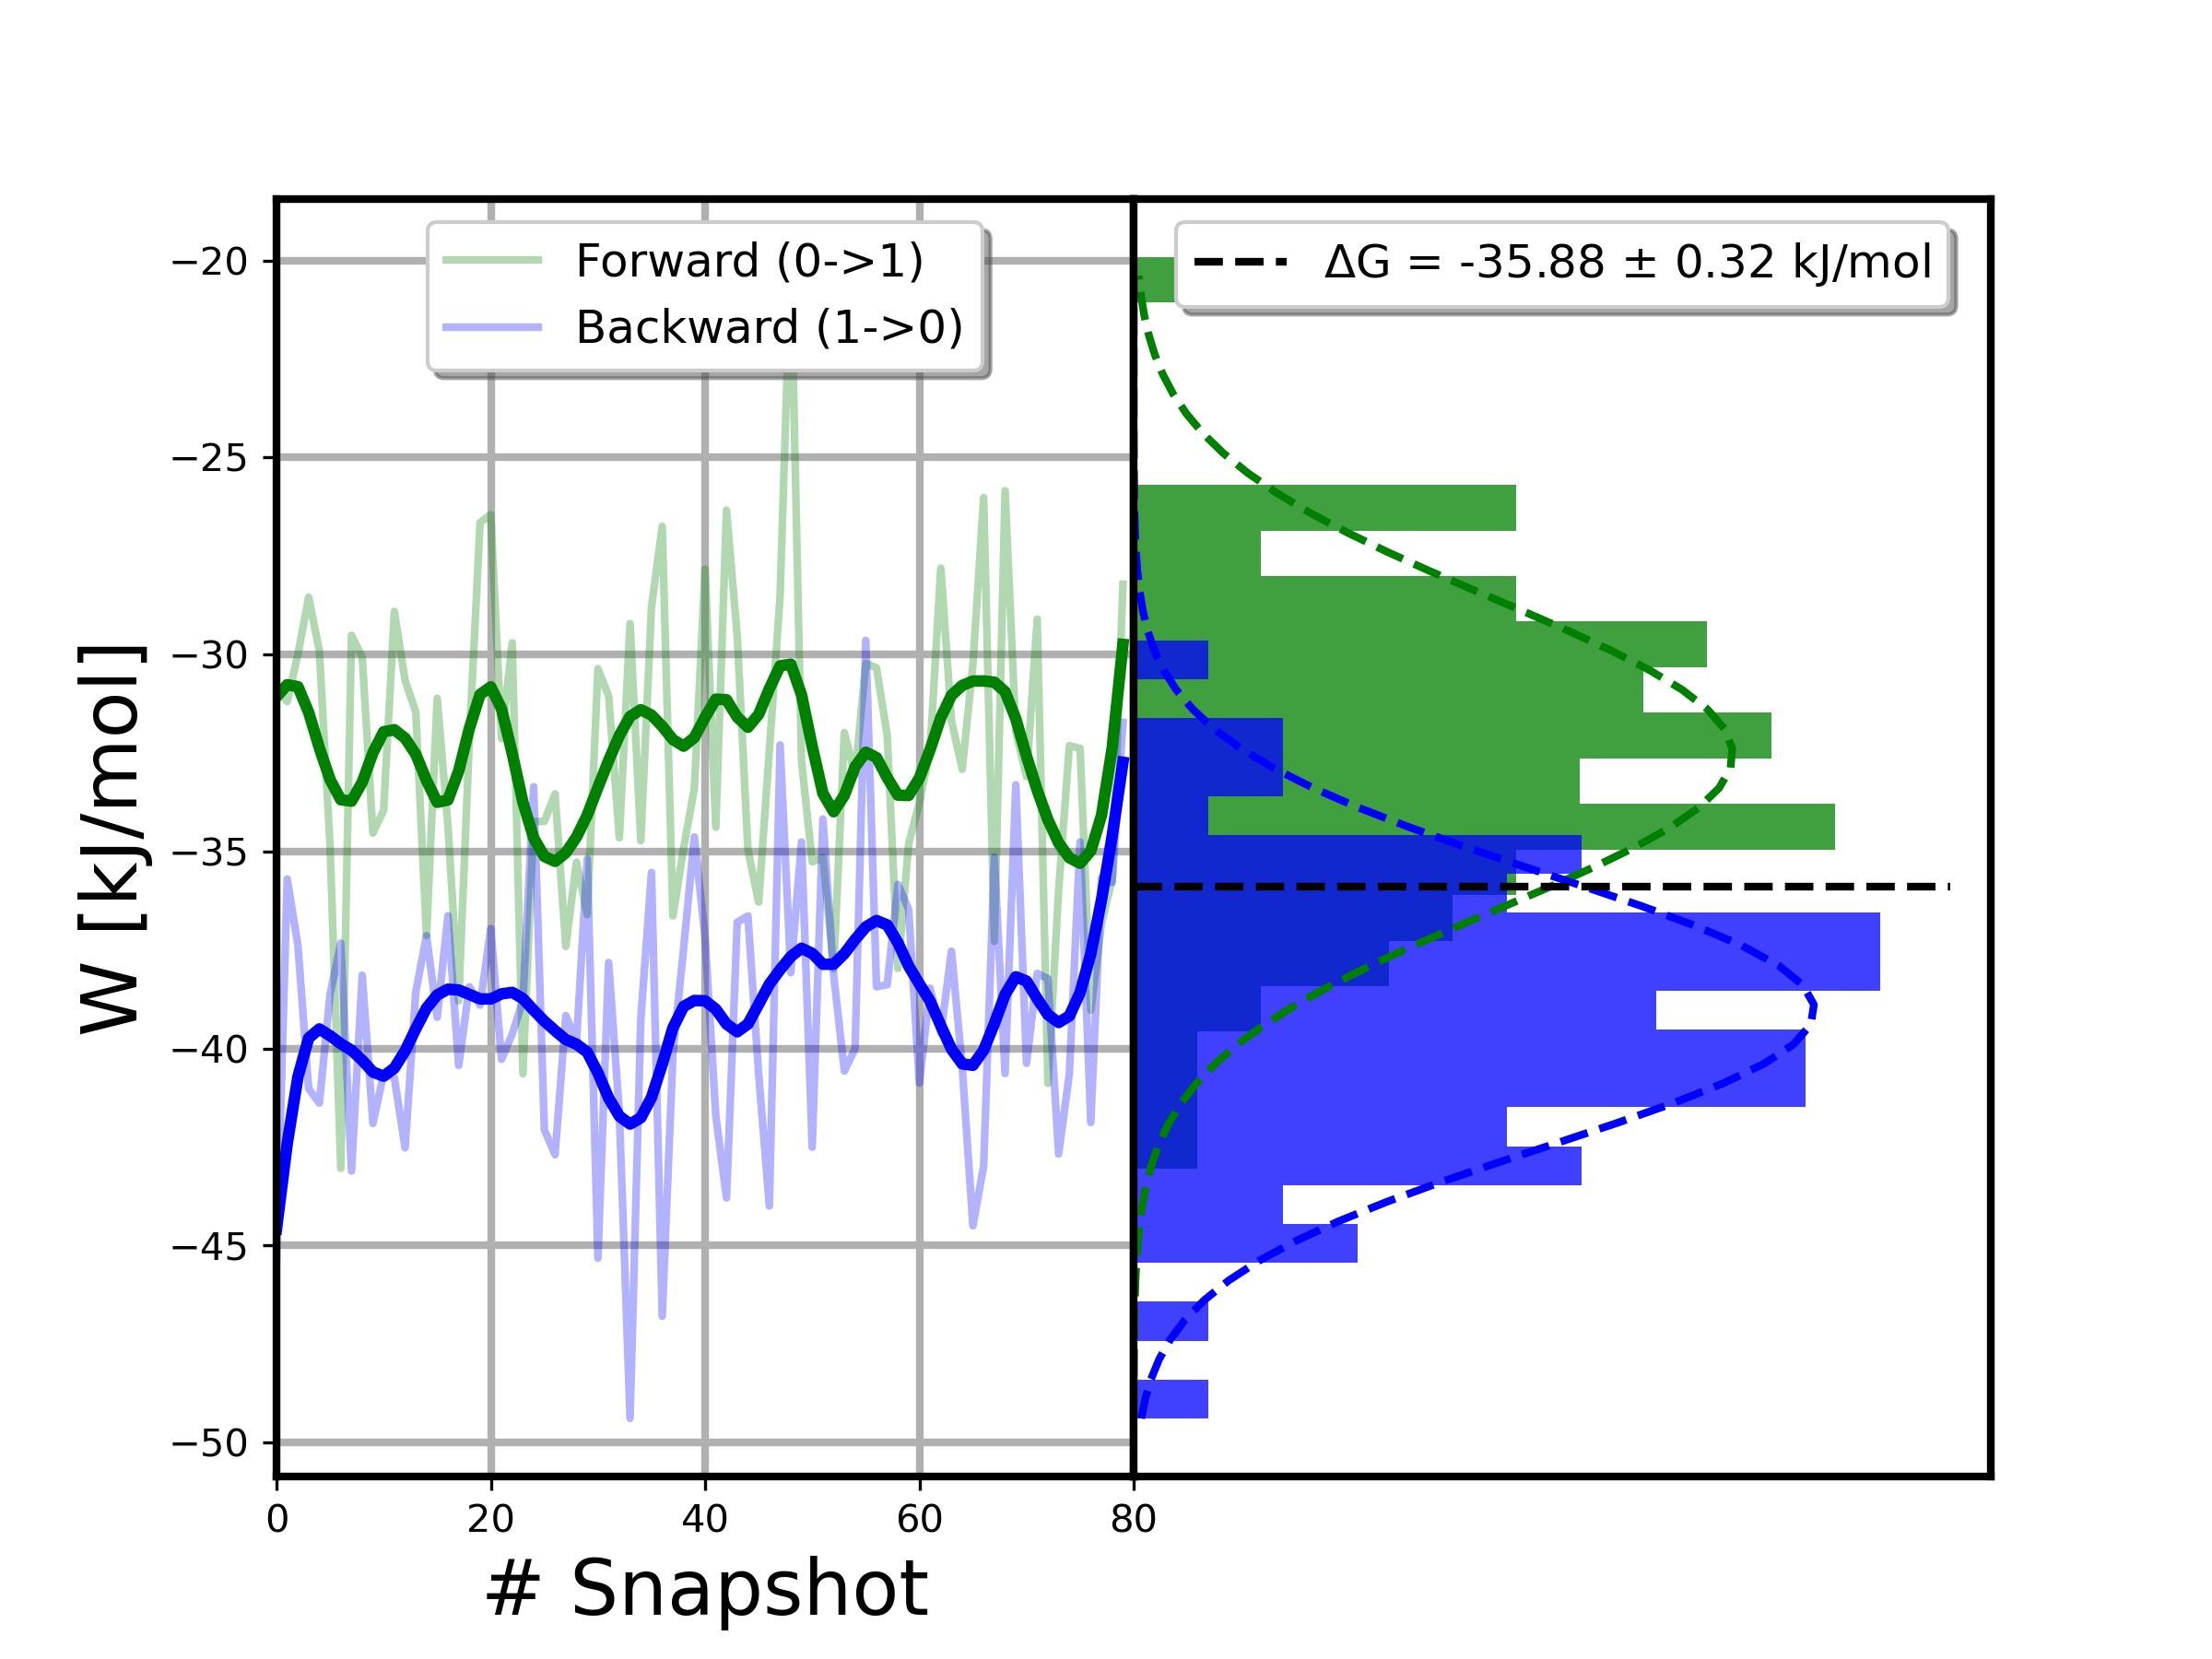 Forward (0->1)
Backward (1->0)
ΔG = -35.88 ± 0.32 kJ/mol
−20
−25
−30
−35
−40
−45
−50
W [kJ/mol]
0 20 40 60 80
# Snapshot